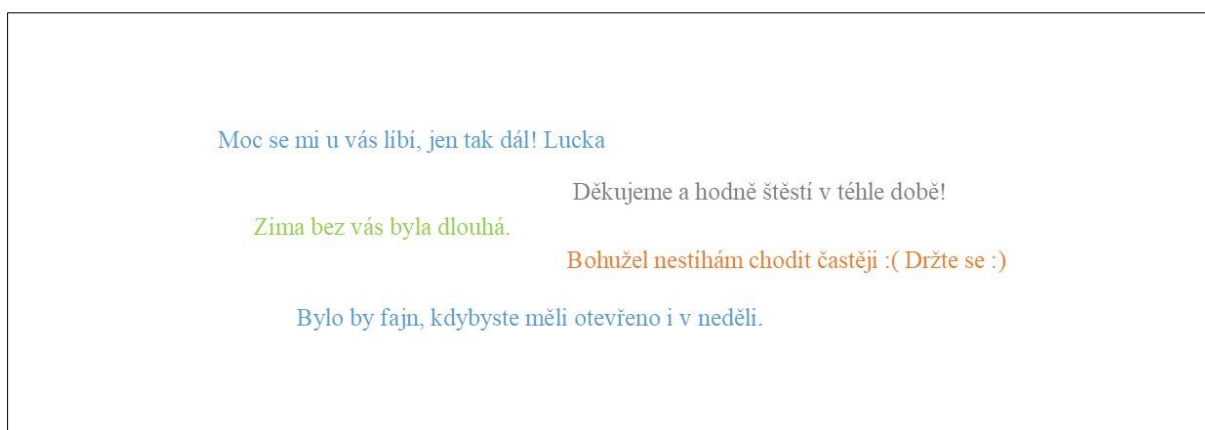 Moc se mi u vás líbí, jen tak dál! Lucka
Děkujeme a hodně štěstí v téhle době!
Zima bez vás byla dlouhá.
Bohužel nestíhám chodit častěji :( Držte se :)
Bylo by fajn, kdybyste měli otevřeno i v neděli.